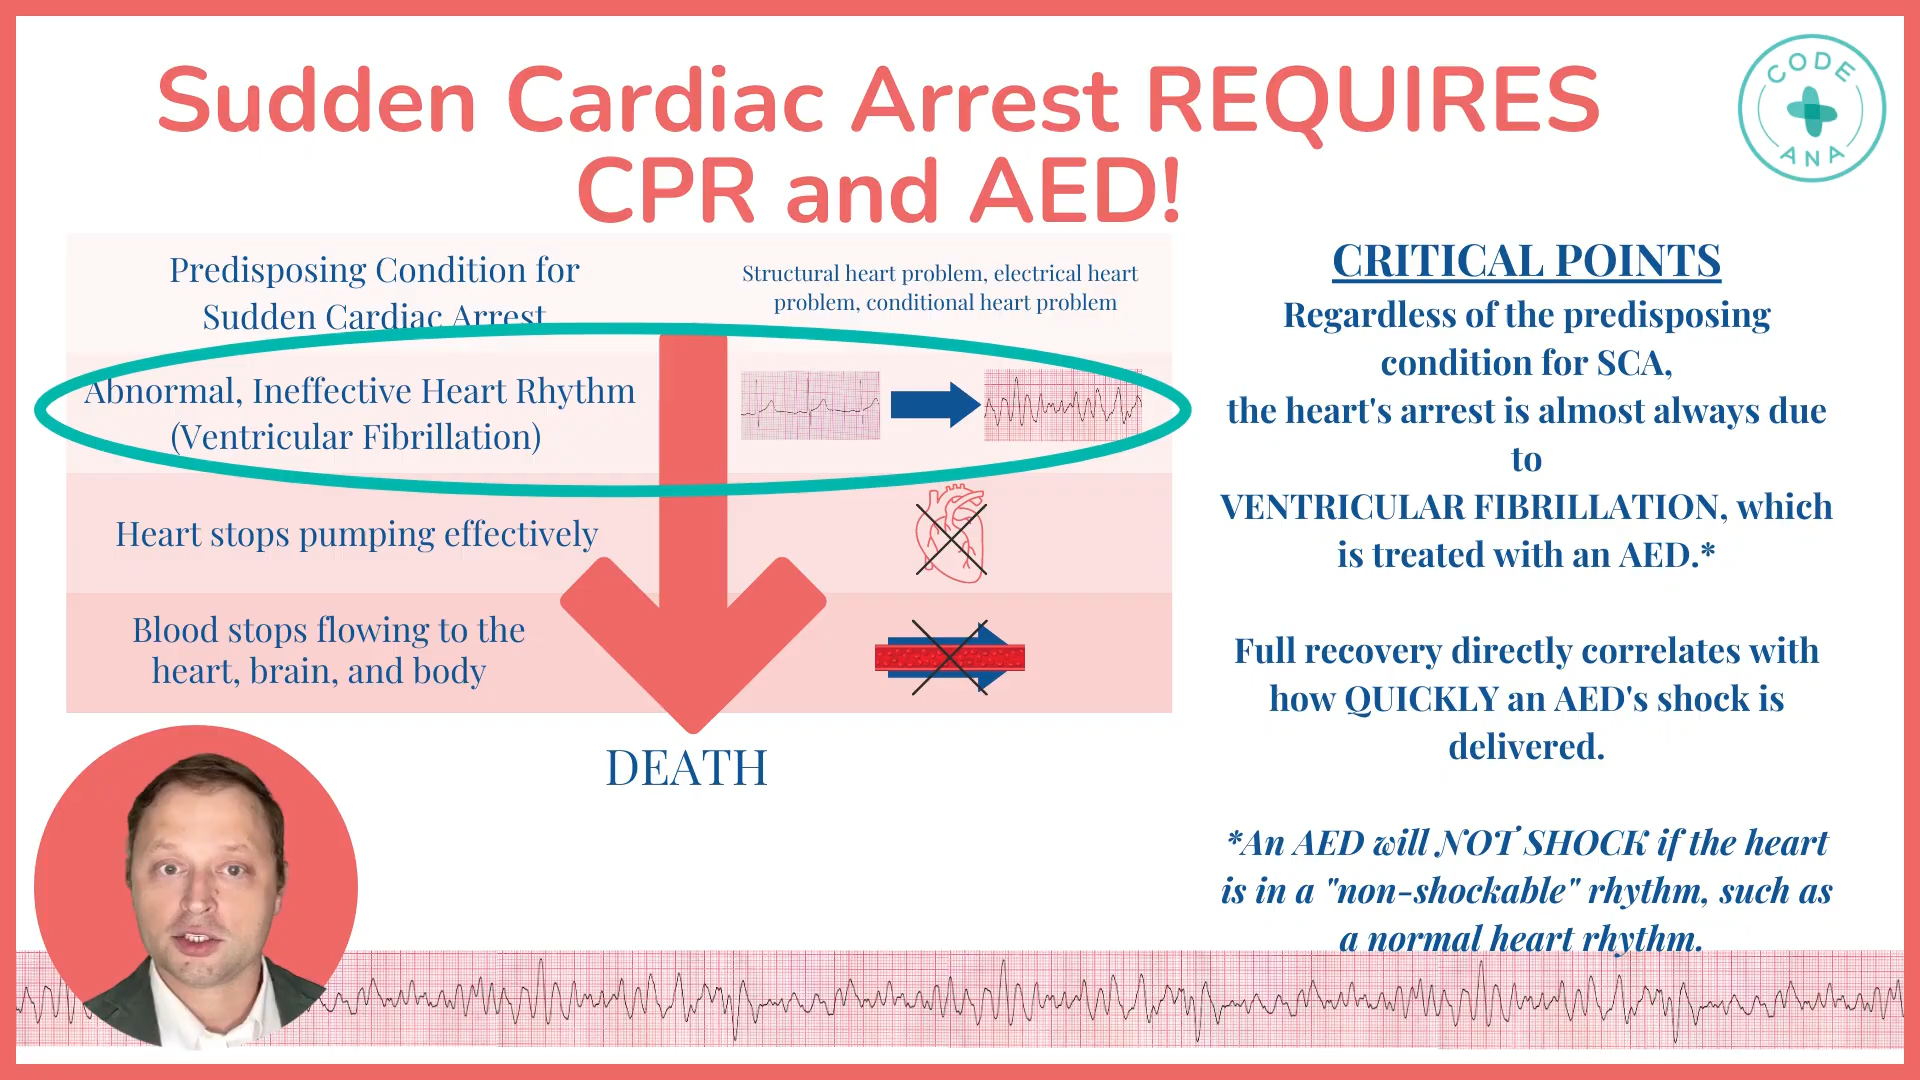 Sudden Cardiac Arrest REQUIRES
CPR and AED!
CODE
ANA
Predisposing Condition for
Sudden Cardiac Arrest
Structural heart problem, electrical heart
problem, conditional heart problem
Abnormal, Ineffective Heart Rhythm
(Ventricular Fibrillation)
Heart stops pumping effectively
Blood stops flowing to the
heart, brain, and body
DEATH
CRITICAL POINTS
Regardless of the predisposing
condition for SCA,
the heart's arrest is almost always due
to
VENTRICULAR FIBRILLATION, which
is treated with an AED.*
Full recovery directly correlates with
how QUICKLY an AED's shock is
delivered.
*An AED will NOT SHOCK if the heart
is in a "non-shockable" rhythm, such as
a normal heart rhythm.